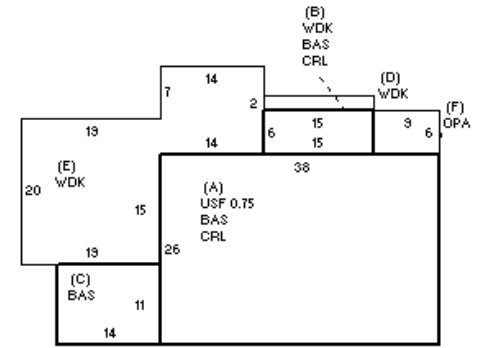 (B)
WDK
BAS
CRL
14
(D)
WDK
7
2
(F)
OPA
19
15
9
6
6
14
15
(E)
WDK
38
20
(A)
USF 0.75
BAS
CRL
15
19
26
(C)
BAS
11
14